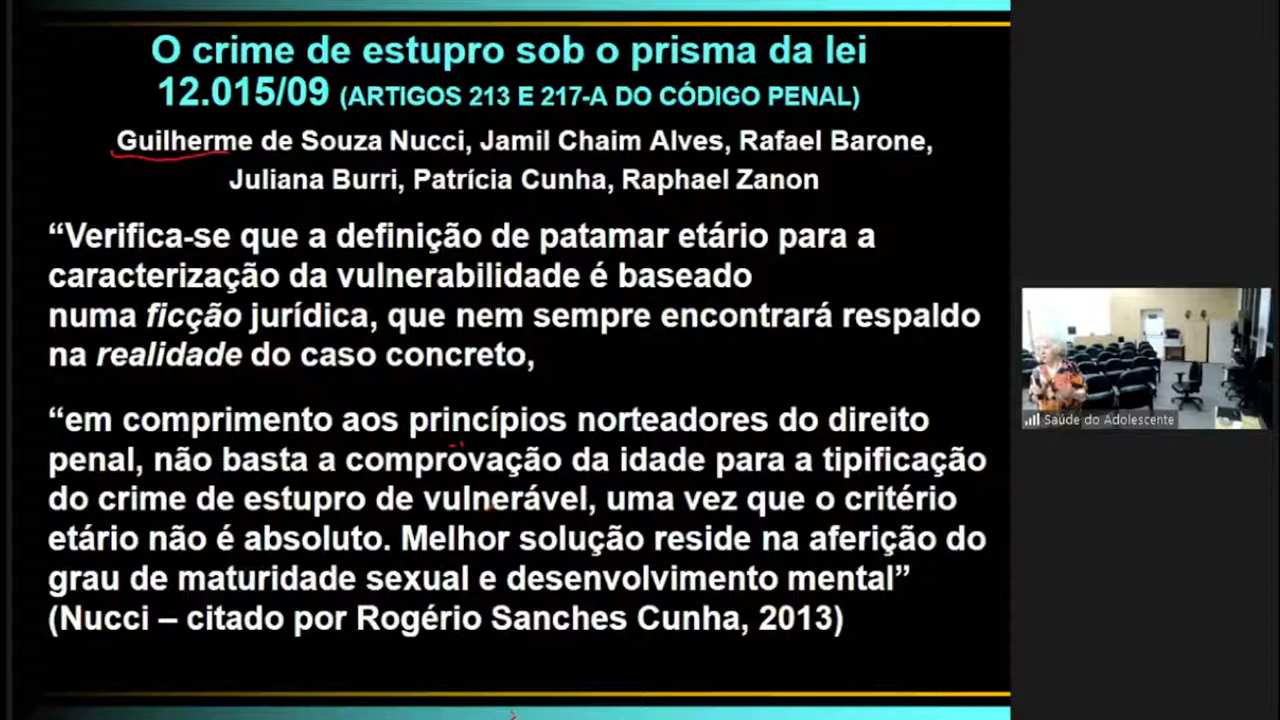 O crime de estupro sob o prisma da lei
12.015/09 (ARTIGOS 213 E 217-A DO CÓDIGO PENAL)
Guilherme de Souza Nucci, Jamil Chaim Alves, Rafael Barone,
Juliana Burri, Patrícia Cunha, Raphael Zanon
“Verifica-se que a definição de patamar etário para a
caracterização da vulnerabilidade é baseado
numa ficção jurídica, que nem sempre encontrará respaldo
na realidade do caso concreto,
“em comprimento aos princípios norteadores do direito
penal, não basta a comprovação da idade para a tipificação
do crime de estupro de vulnerável, uma vez que o critério
etário não é absoluto. Melhor solução reside na aferição do
grau de maturidade sexual e desenvolvimento mental”
(Nucci – citado por Rogério Sanches Cunha, 2013)
Saúde do Adolescente